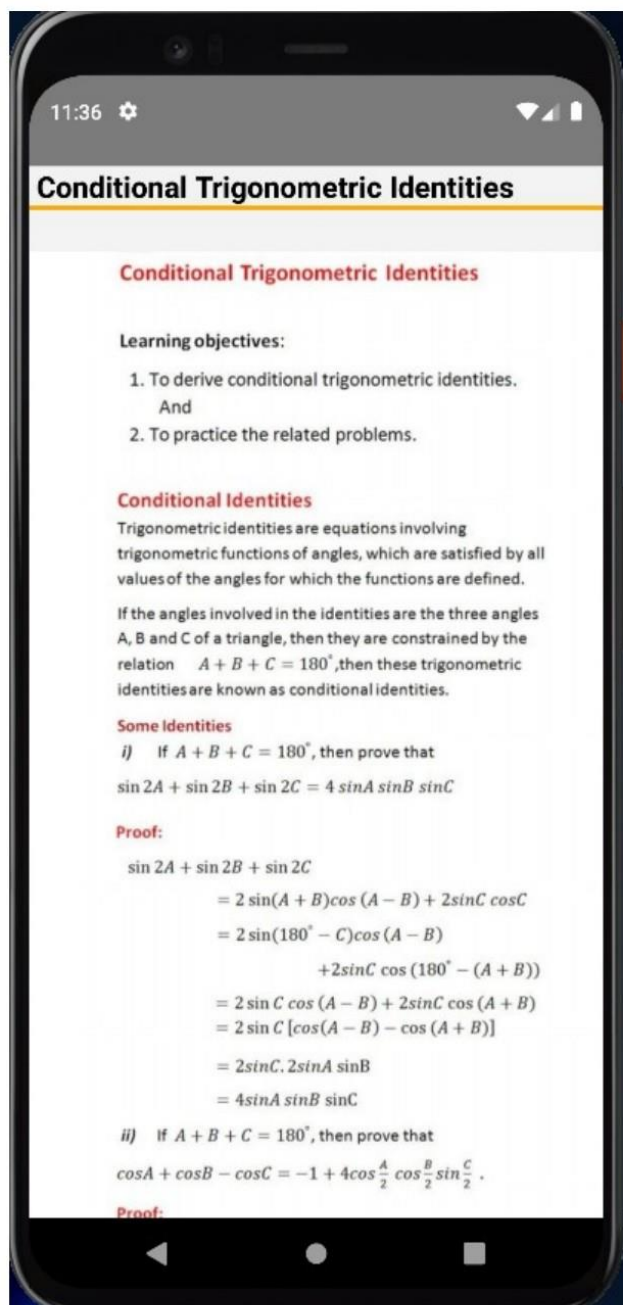 11:36
Conditional Trigonometric Identities
Conditional Trigonometric Identities
Learning objectives:
1. To derive conditional trigonometric identities.
And
2. To practice the related problems.
Conditional Identities
Trigonometric identities are equations involving
trigonometric functions of angles, which are satisfied by all
values of the angles for which the functions are defined.
If the angles involved in the identities are the three angles
A, B and C of a triangle, then they are constrained by the
relation A + B + C = 180°,then these trigonometric
identities are known as conditional identities.
Some Identities
i) If A + B + C = 180°, then prove that
sin 2A + sin 2B + sin 2C = 4 sinA sinB sinC
Proof:
sin 2A + sin 2B + sin 2C
= 2 sin(A + B)cos (A − B) + 2sinC cosC
= 2 sin(180° − C)cos (A − B)
+2sinC cos (180° − (A + B))
= 2 sin C cos (A − B) + 2sinC cos (A + B)
= 2 sin C [cos(A − B) − cos (A + B)]
= 2sinC. 2sinA sinB
= 4sinA sinB sinC
ii) If A + B + C = 180°, then prove that
cosA + cosB − cosC = −1 + 4cos A/2 cos B/2 sin C/2 .
Proof: